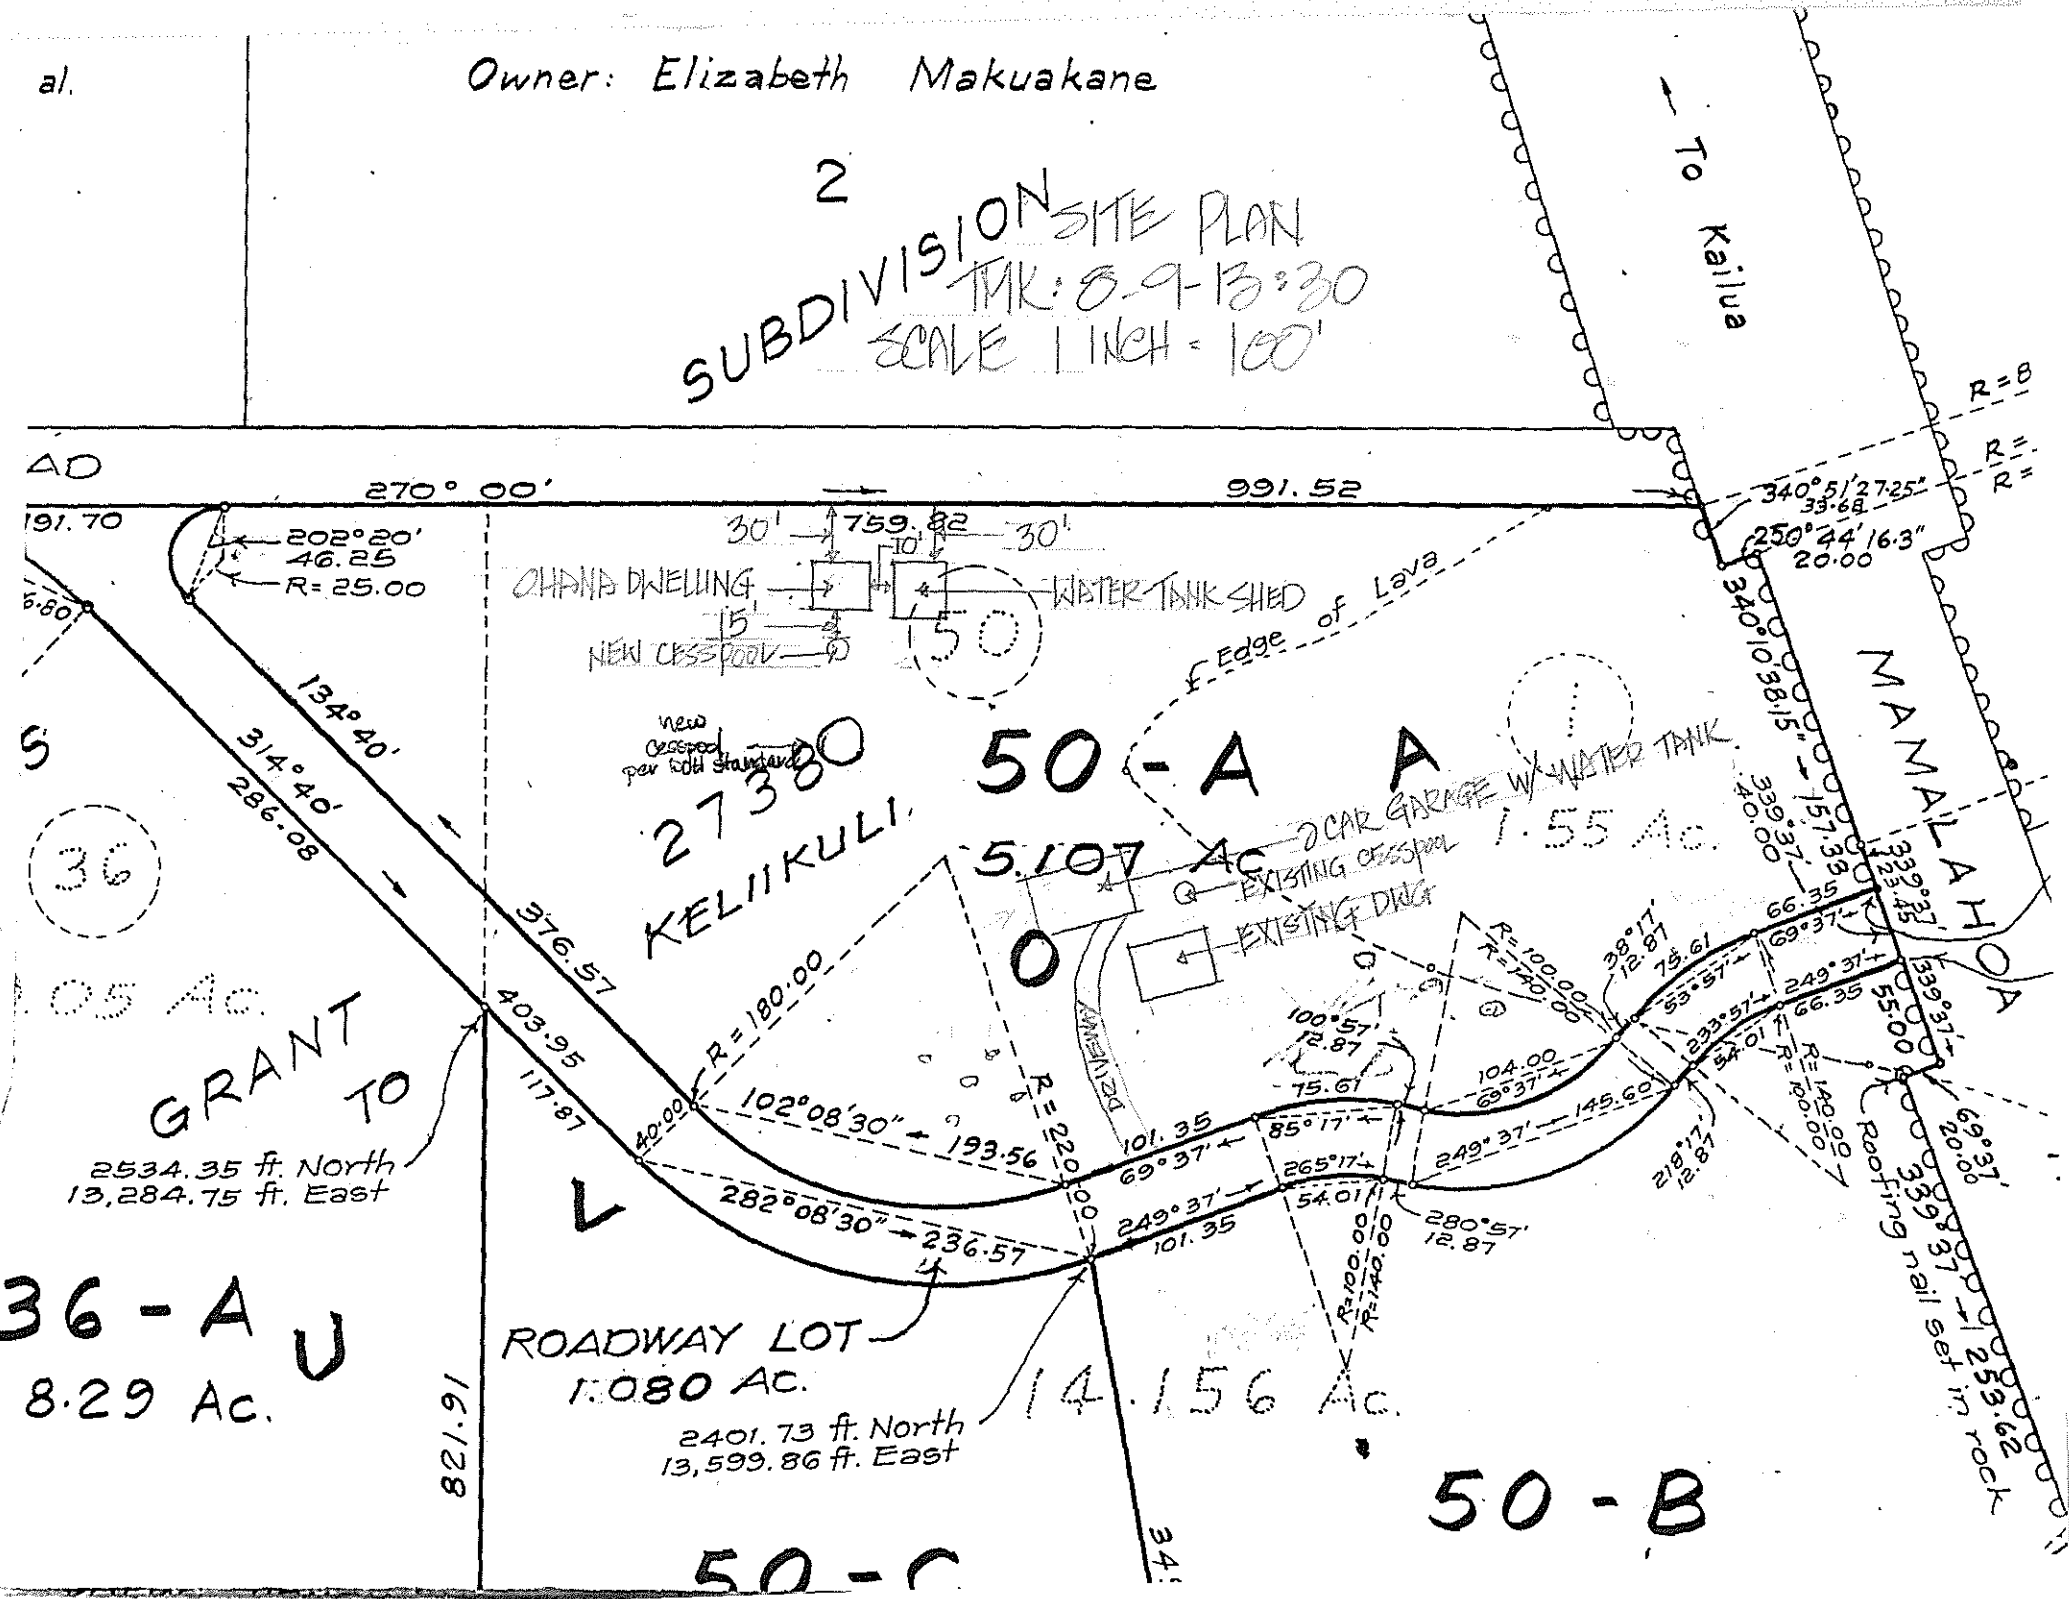 al.
Owner: Elizabeth Makuakane
2
SUBDIVISION
SITE PLAN
TMK: 8-9-13:30
SCALE 1 INCH = 100'
To Kailua
R=8
R=
R=
AD
270° 00'
991.52
340°51'27.25"
33.68
250°44'16.3"
20.00
191.70
202°20'
46.25
R=25.00
759.82
30'
10'
30'
OHANA DWELLING
WATER TANK SHED
15'
NEW CESSPOOL
50
Edge of Lava
1
340°10'38.15"
157.33
MAMALAHOA
6.80
134°40'
376.57
314°40'
286.08
S
36
new
cesspool
per DOH standards
27380
KELIIKULI
50-A
A
5.107 Ac
1.55 Ac.
2 CAR GARAGE W/ WATER TANK
EXISTING CESSPOOL
EXISTING DWG
O
DRIVEWAY
339°37'
40.00
339°37'
123.45
66.35
69°37'
38°17'
12.87
75.61
53°57'
R=100.00
R=140.00
249°37'
66.35
233°57'
54.01
339°37'
55.00
.05 Ac.
GRANT
TO
403.95
117.87
R=180.00
40.00
102°08'30"
193.56
R=220.00
101.35
69°37'
100°57'
12.87
75.61
85°17'
104.00
69°37'
145.60
249°37'
218°17'
12.87
R=140.00
R=100.00
69°37'
20.00
2534.35 ft. North
13,284.75 ft. East
L
282°08'30"
236.57
249°37'
101.35
265°17'
54.01
280°57'
12.87
R=100.00
R=140.00
Roofing nail set in rock
339°37'
1253.62
36-A
U
8.29 Ac.
ROADWAY LOT
1.080 Ac.
2401.73 ft. North
13,599.86 ft. East
14.156 Ac.
821.91
50-B
50-C
34